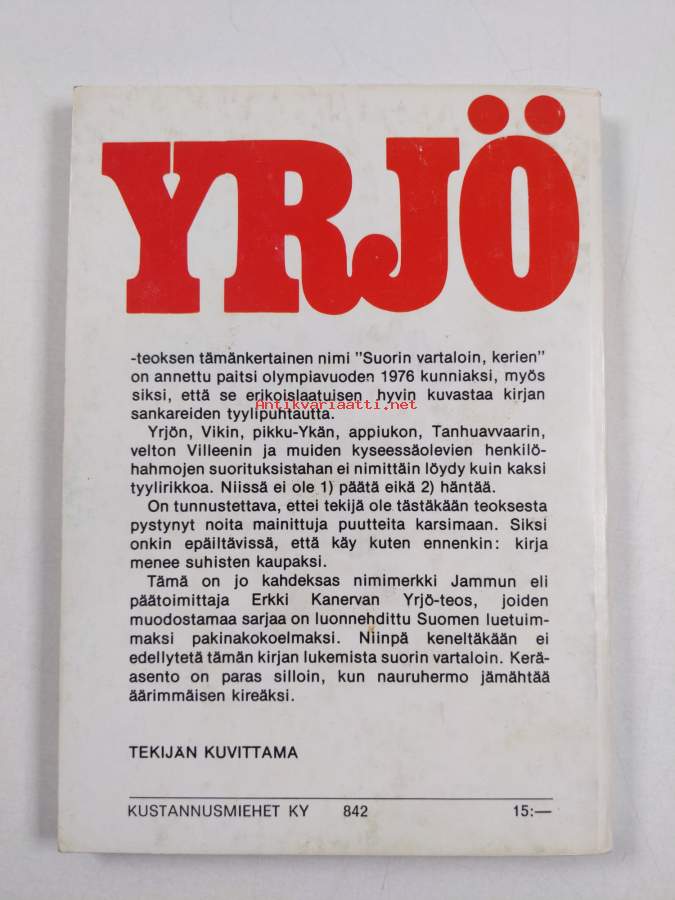 YRJÖ
-teoksen tämänkertainen nimi "Suorin vartaloin, kerien"
on annettu paitsi olympiavuoden 1976 kunniaksi, myös
siksi, että se erikoislaatuisen hyvin kuvastaa kirjan
Antikvariaatti.net
sankareiden tyylipuhtautta.
Yrjön, Vikin, pikku-Ykän, appiukon, Tanhuavvaarin,
velton Villeenin ja muiden kyseessäolevien henkilö-
hahmojen suorituksistahan ei nimittäin löydy kuin kaksi
tyylirikkoa. Niissä ei ole 1) päätä eikä 2) häntää.
On tunnustettava, ettei tekijä ole tästäkään teoksesta
pystynyt noita mainittuja puutteita karsimaan. Siksi
onkin epäiltävissä, että käy kuten ennenkin: kirja
menee suhisten kaupaksi.
Tämä on jo kahdeksas nimimerkki Jammun eli
päätoimittaja Erkki Kanervan Yrjö-teos, joiden
muodostamaa sarjaa on luonnehdittu Suomen luetuim-
maksi pakinakokoelmaksi. Niinpä keneltäkään ei
edellytetä tämän kirjan lukemista suorin vartaloin. Kerä-
asento on paras silloin, kun nauruhermo jämähtää
äärimmäisen kireäksi.
TEKIJÄN KUVITTAMA
KUSTANNUSMIEHET KY 842 15:—